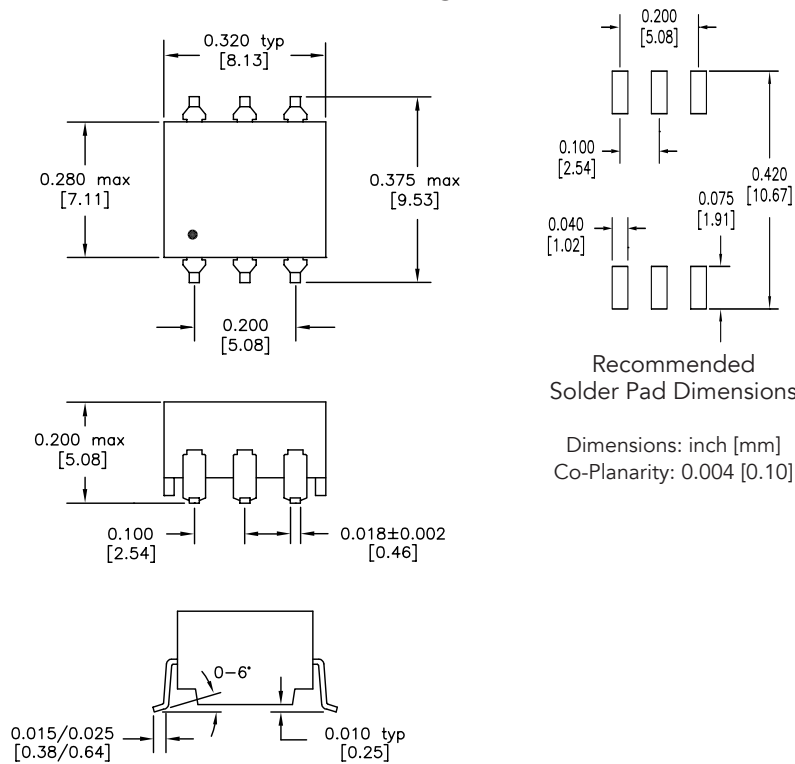 0.320 typ
[8.13]
0.280 max
[7.11]
0.375 max
[9.53]
0.200
[5.08]
0.200 max
[5.08]
0.100
[2.54]
0.018±0.002
[0.46]
0-6°
0.015/0.025
[0.38/0.64]
0.010 typ
[0.25]
0.200
[5.08]
0.100
[2.54]
0.420
[10.67]
0.075
[1.91]
0.040
[1.02]
Recommended
Solder Pad Dimensions
Dimensions: inch [mm]
Co-Planarity: 0.004 [0.10]